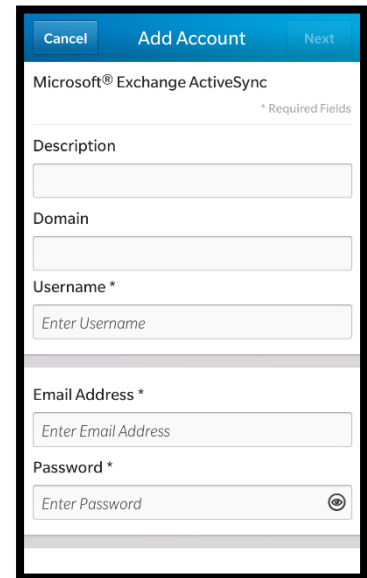 Cancel Add Account Next
Microsoft® Exchange ActiveSync
* Required Fields
Description
Domain
Username *
Enter Username
Email Address *
Enter Email Address
Password *
Enter Password